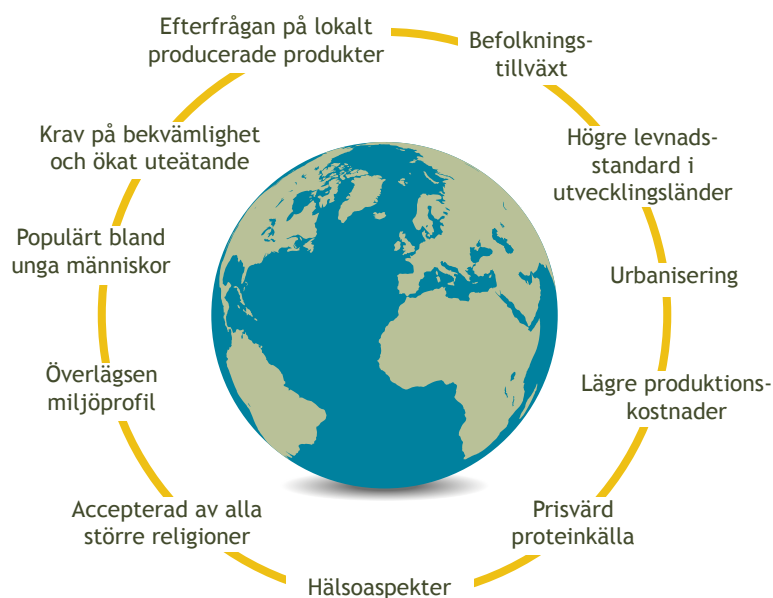 Efterfrågan på lokalt
producerade produkter
Befolknings-
tillväxt
Högre levnads-
standard i
utvecklingsländer
Urbanisering
Lägre produktions-
kostnader
Prisvärd
proteinkälla
Hälsoaspekter
Accepterad av alla
större religioner
Överlägsen
miljöprofil
Populärt bland
unga människor
Krav på bekvämlighet
och ökat uteätande